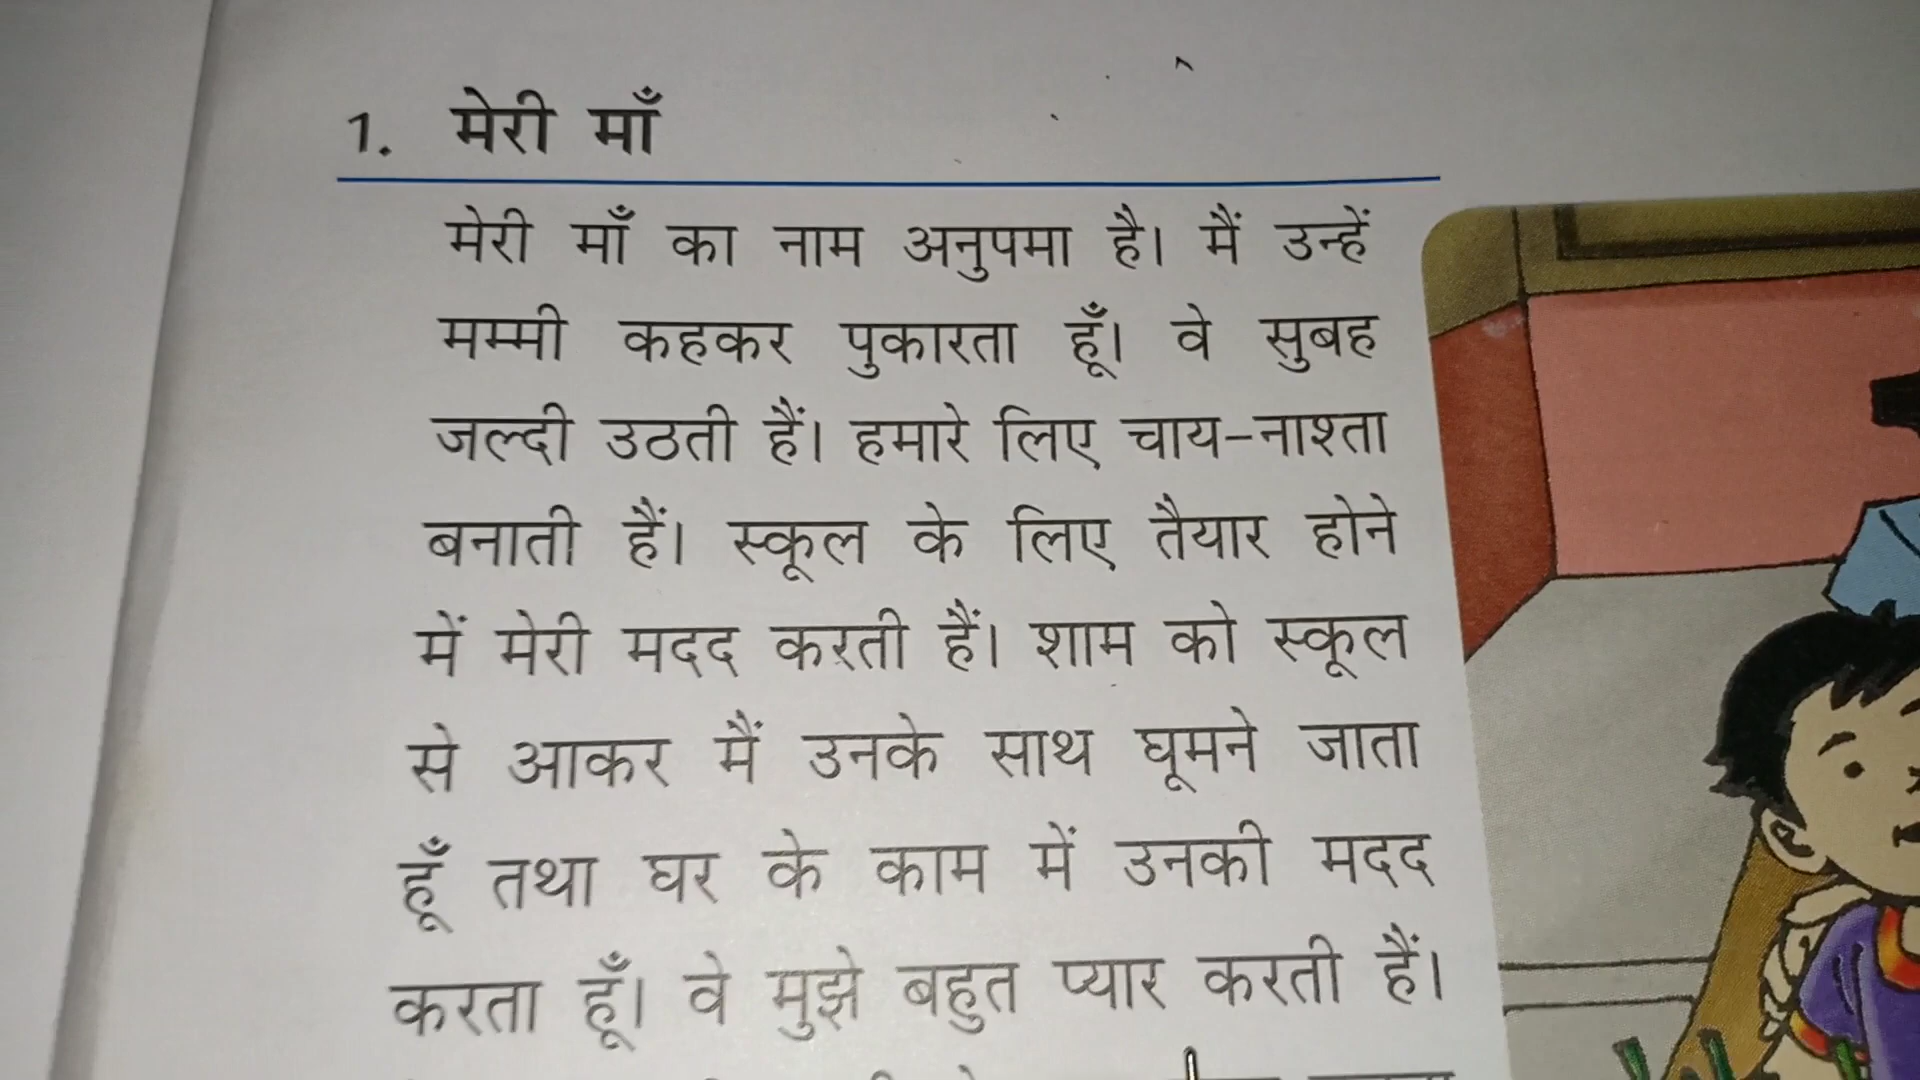 1. मेरी माँ
मेरी माँ का नाम अनुपमा है। मैं उन्हें
मम्मी कहकर पुकारता हूँ। वे सुबह
जल्दी उठती हैं। हमारे लिए चाय-नाश्ता
बनाती हैं। स्कूल के लिए तैयार होने
में मेरी मदद करती हैं। शाम को स्कूल
से आकर मैं उनके साथ घूमने जाता
हूँ तथा घर के काम में उनकी मदद
करता हूँ। वे मुझे बहुत प्यार करती हैं।